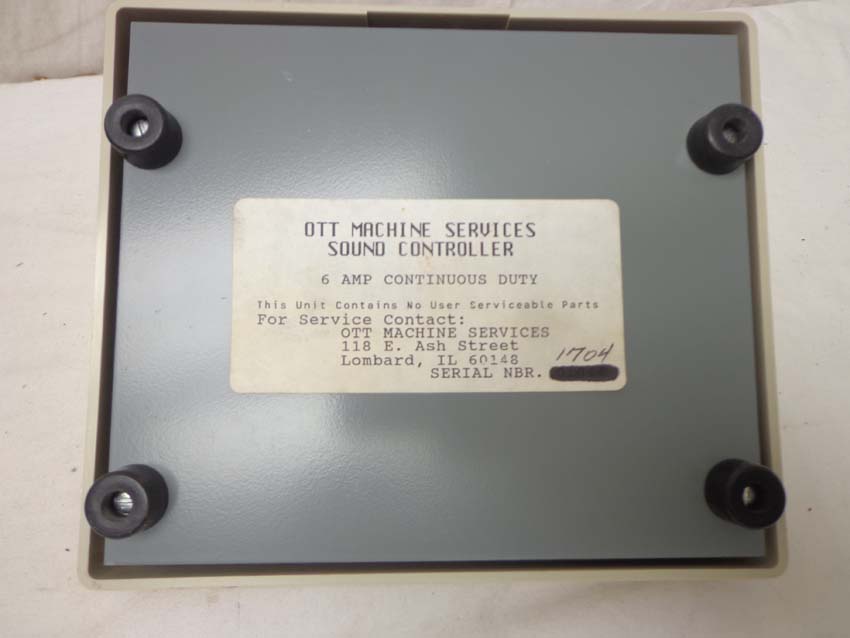 OTT MACHINE SERVICES
SOUND CONTROLLER
6 AMP CONTINUOUS DUTY
This Unit Contains No User Serviceable Parts
For Service Contact:
OTT MACHINE SERVICES
118 E. Ash Street
Lombard, IL 60148
1704
SERIAL NBR.